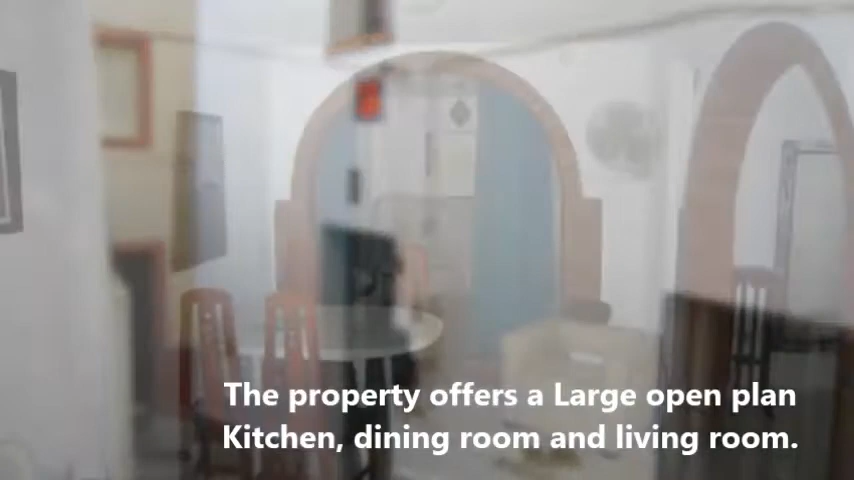 The property offers a Large open plan
Kitchen, dining room and living room.